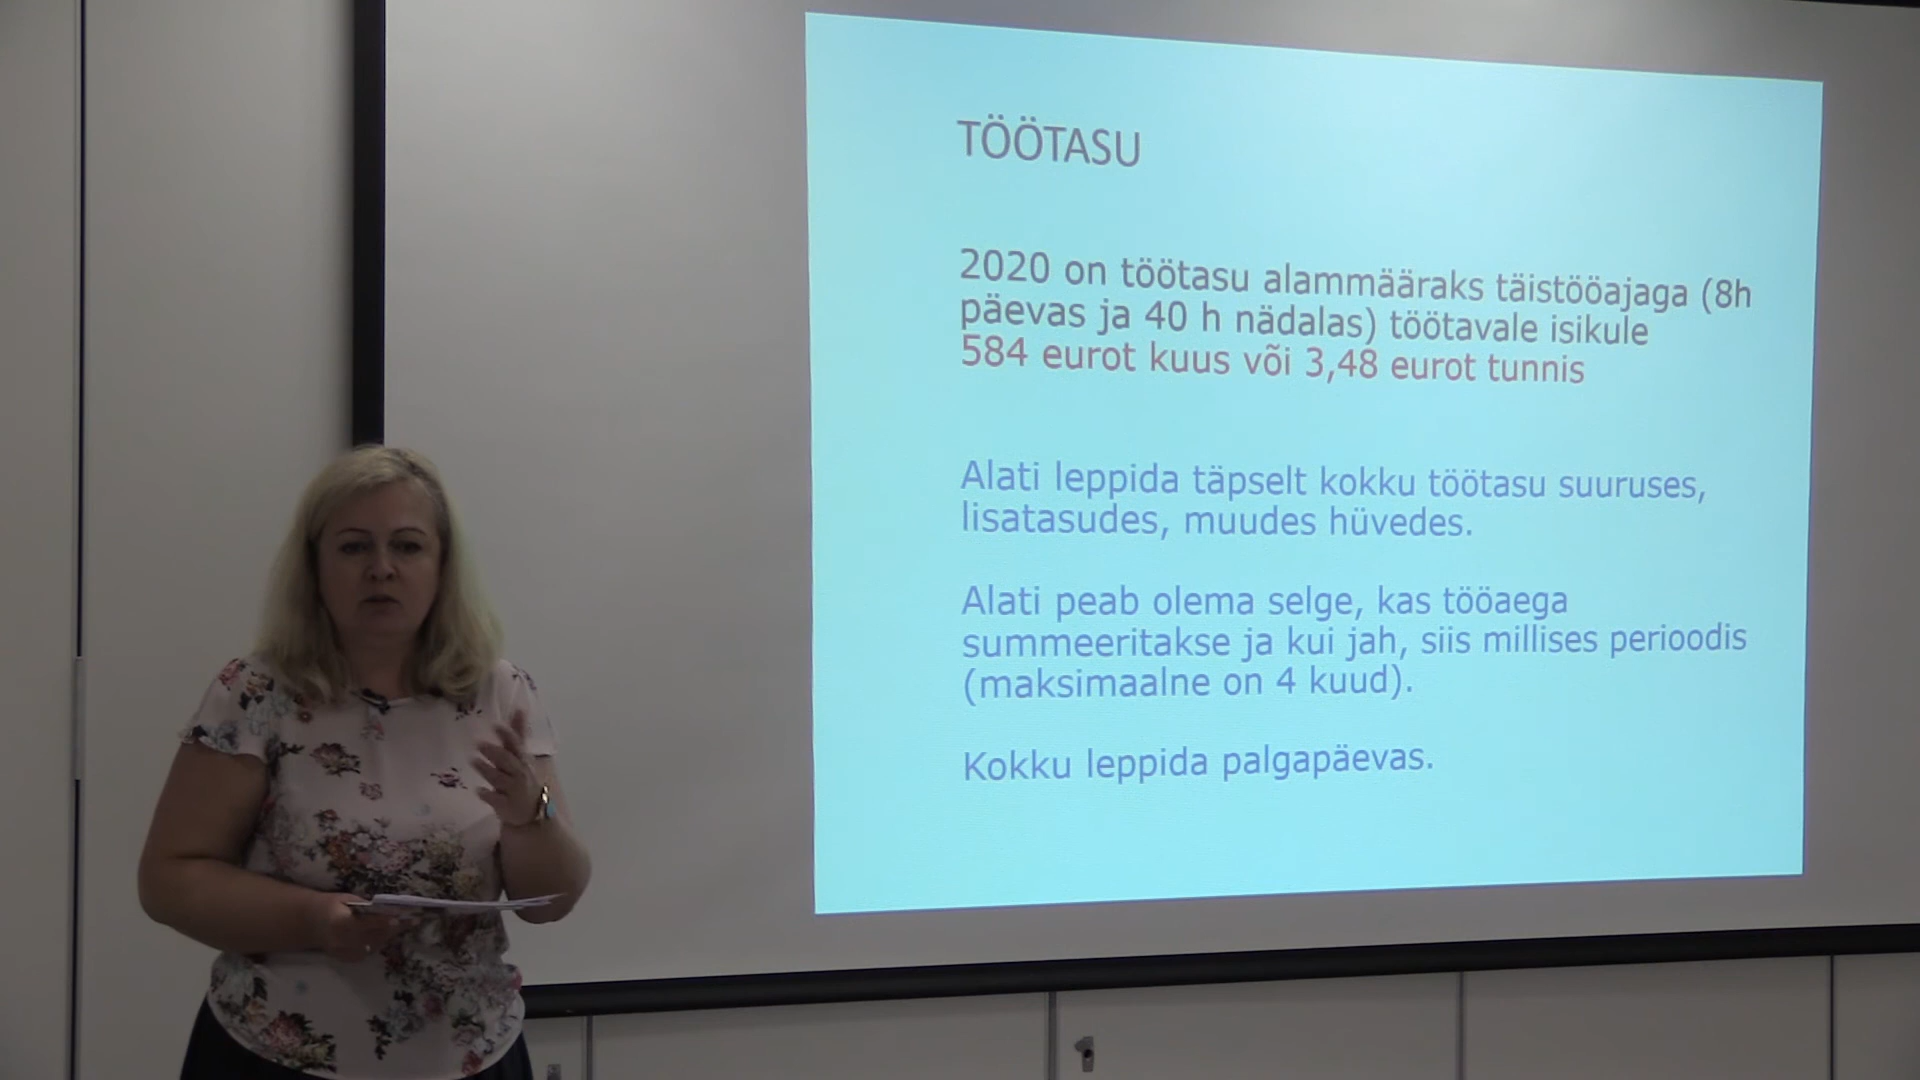 TÖÖTASU
2020 on töötasu alammääraks täistööajaga (8h
päevas ja 40 h nädalas) töötavale isikule
584 eurot kuus või 3,48 eurot tunnis
Alati leppida täpselt kokku töötasu suuruses,
lisatasudes, muudes hüvedes.
Alati peab olema selge, kas tööaega
summeeritakse ja kui jah, siis millises perioodis
(maksimaalne on 4 kuud).
Kokku leppida palgapäevas.